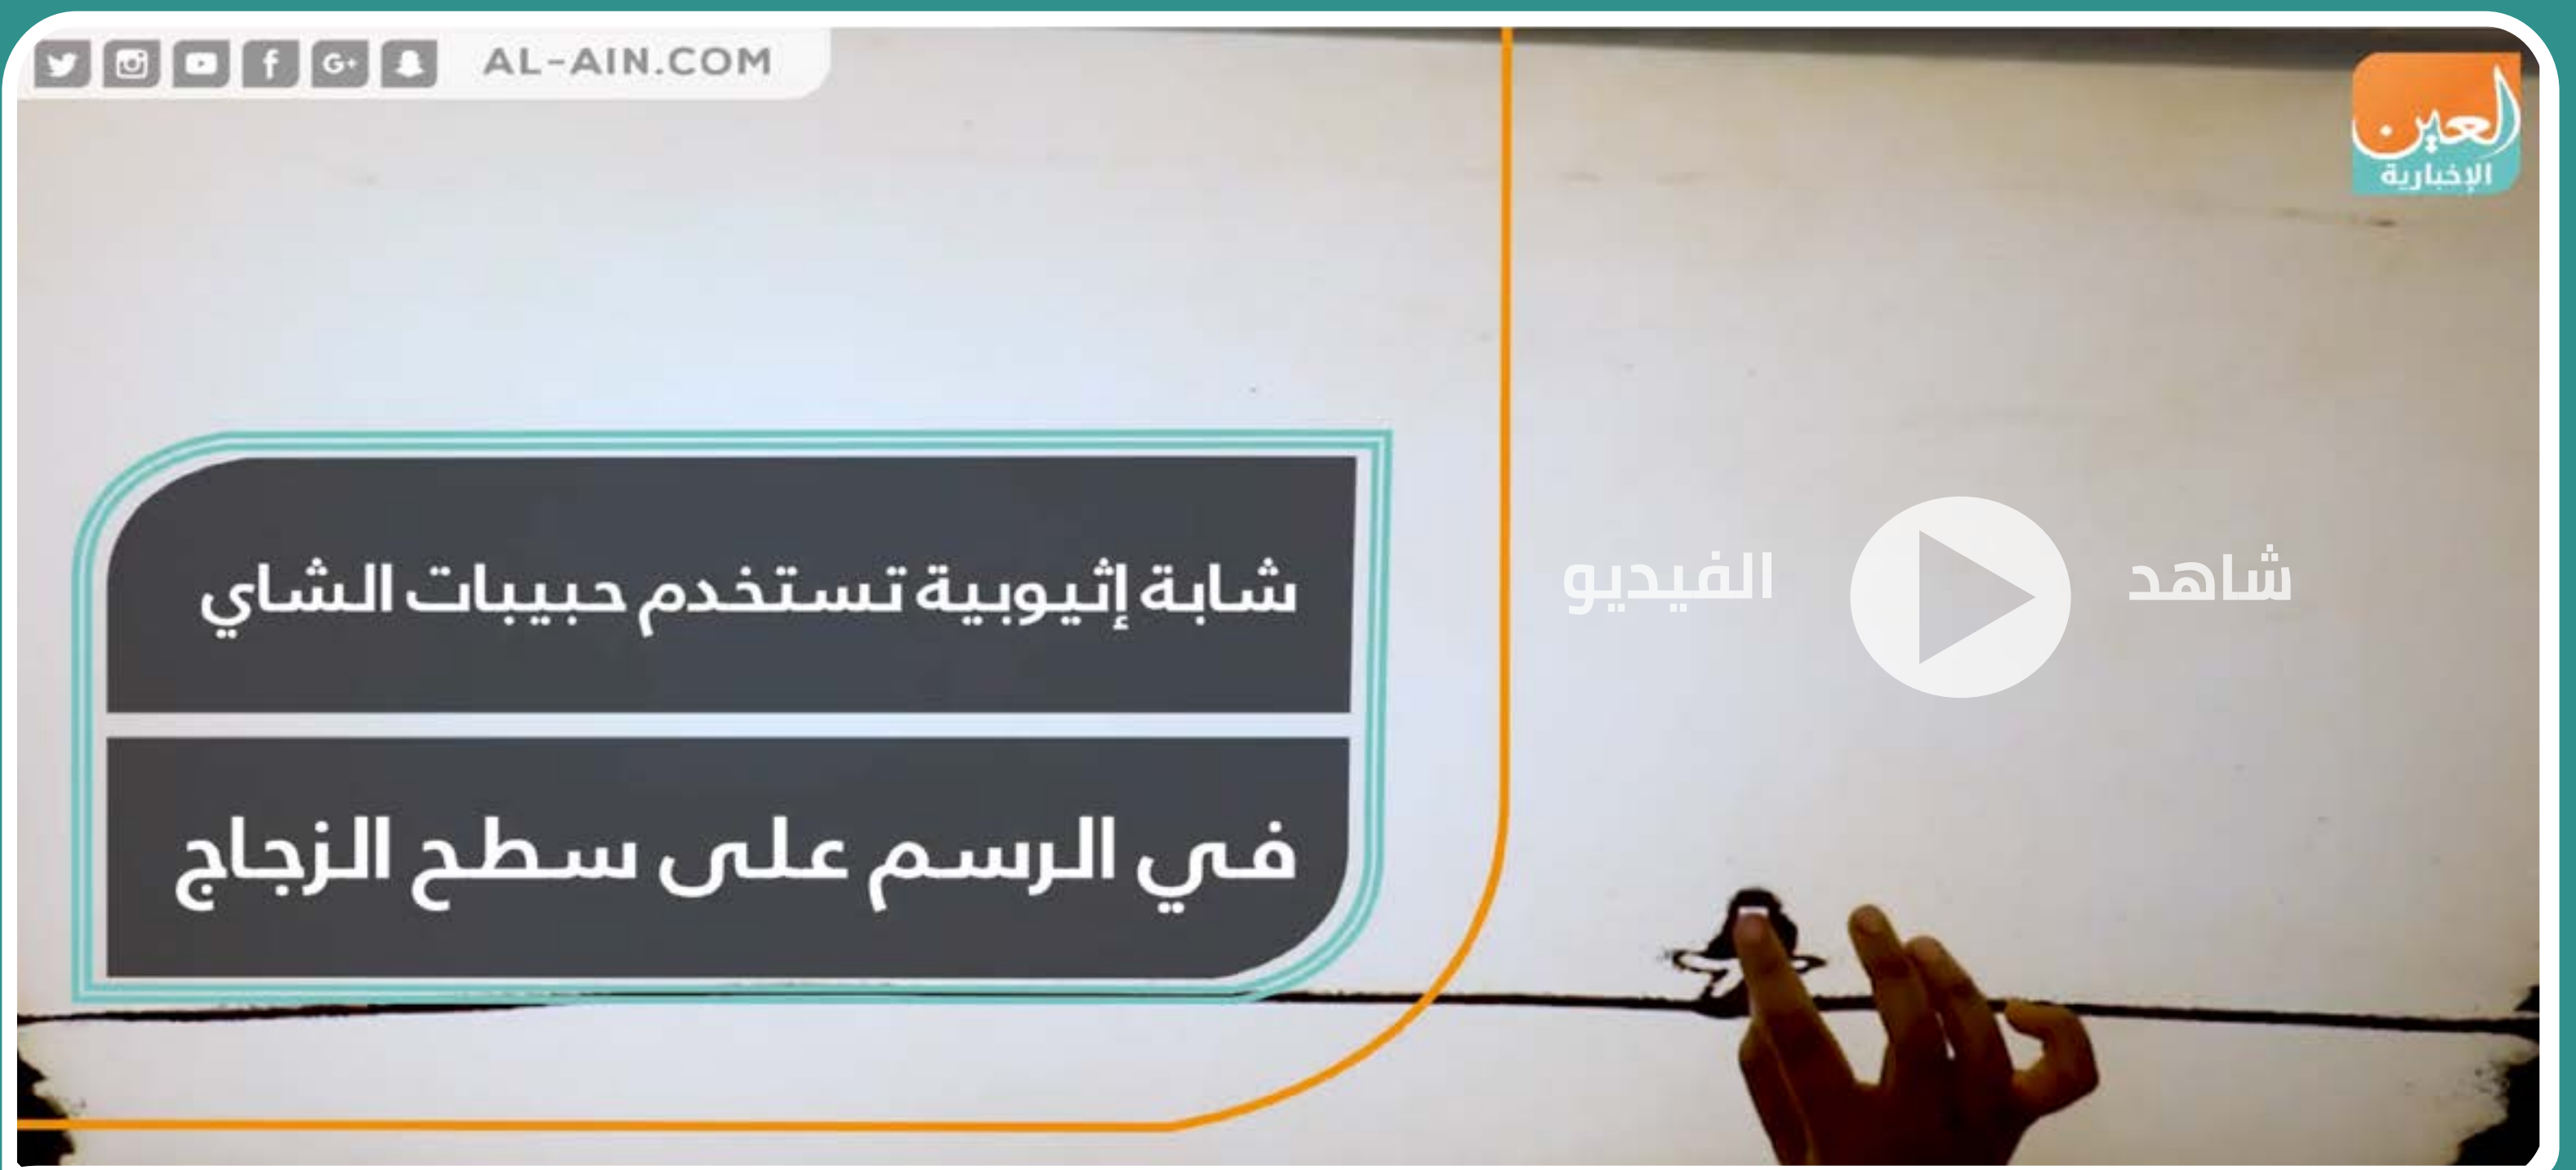 AL-AIN.COM
العين
الإخبارية
شاهد الفيديو
شابة إثيوبية تستخدم حبيبات الشاي
في الرسم على سطح الزجاج